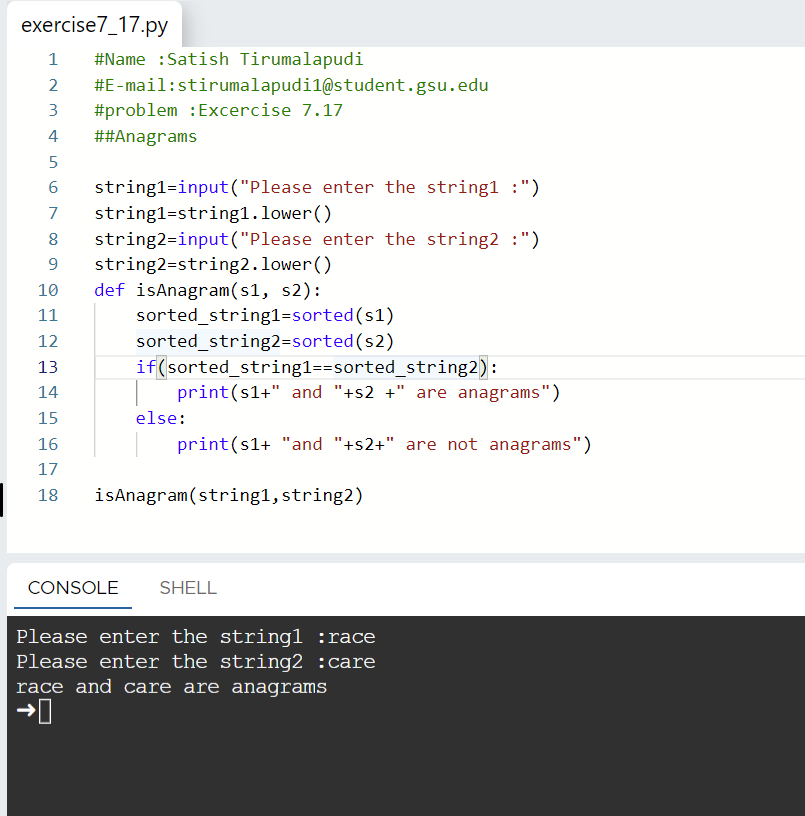 exercise7_17.py
1 #Name :Satish Tirumalapudi
2 #E-mail:stirumalapudi1@student.gsu.edu
3 #problem :Excercise 7.17
4 ##Anagrams
5
6 string1=input("Please enter the string1 :")
7 string1=string1.lower()
8 string2=input("Please enter the string2 :")
9 string2=string2.lower()
10 def isAnagram(s1, s2):
11     sorted_string1=sorted(s1)
12     sorted_string2=sorted(s2)
13     if(sorted_string1==sorted_string2):
14         print(s1+" and "+s2 +" are anagrams")
15     else:
16         print(s1+ "and "+s2+" are not anagrams")
17
18 isAnagram(string1,string2)
CONSOLE SHELL
Please enter the string1 :race
Please enter the string2 :care
race and care are anagrams
➜